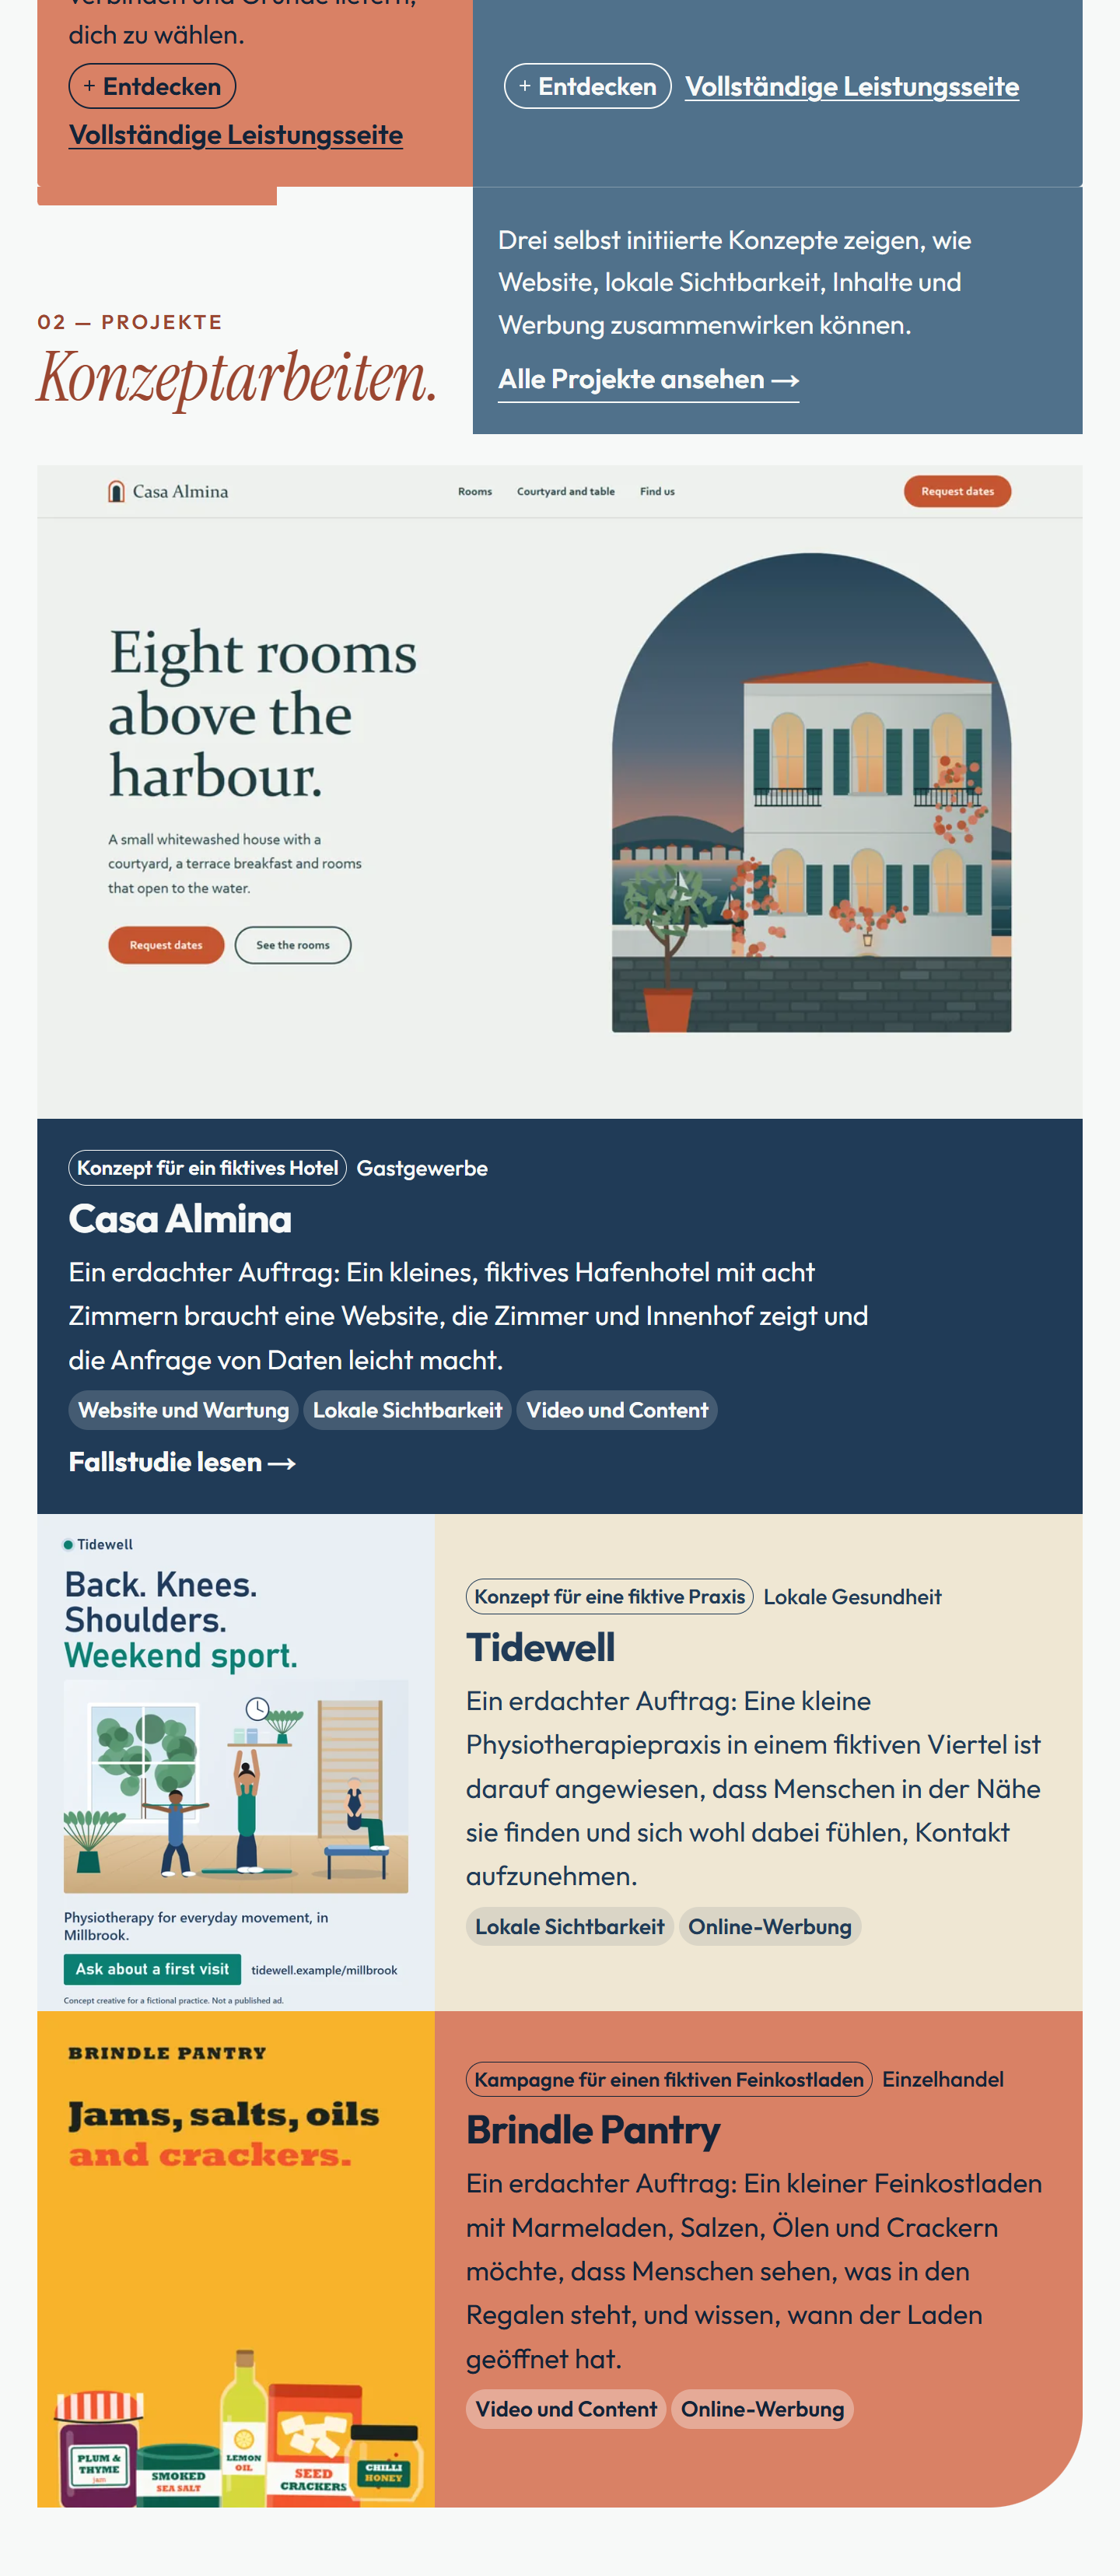 dich zu wählen.
+ Entdecken
Vollständige Leistungsseite
+ Entdecken Vollständige Leistungsseite
Drei selbst initiierte Konzepte zeigen, wie
Website, lokale Sichtbarkeit, Inhalte und
Werbung zusammenwirken können.
Alle Projekte ansehen →
02 — PROJEKTE
Konzeptarbeiten.
Casa Almina
Rooms Courtyard and table Find us
Request dates
Eight rooms
above the
harbour.
A small whitewashed house with a
courtyard, a terrace breakfast and rooms
that open to the water.
Request dates See the rooms
Konzept für ein fiktives Hotel Gastgewerbe
Casa Almina
Ein erdachter Auftrag: Ein kleines, fiktives Hafenhotel mit acht
Zimmern braucht eine Website, die Zimmer und Innenhof zeigt und
die Anfrage von Daten leicht macht.
Website und Wartung Lokale Sichtbarkeit Video und Content
Fallstudie lesen →
Tidewell
Back. Knees.
Shoulders.
Weekend sport.
Physiotherapy for everyday movement, in
Millbrook.
Ask about a first visit tidewell.example/millbrook
Concept creative for a fictional practice. Not a published ad.
Konzept für eine fiktive Praxis Lokale Gesundheit
Tidewell
Ein erdachter Auftrag: Eine kleine
Physiotherapiepraxis in einem fiktiven Viertel ist
darauf angewiesen, dass Menschen in der Nähe
sie finden und sich wohl dabei fühlen, Kontakt
aufzunehmen.
Lokale Sichtbarkeit Online-Werbung
BRINDLE PANTRY
Jams, salts, oils
and crackers.
PLUM &
THYME
jam
SMOKED
SEA SALT
LEMON
OIL
SEED
CRACKERS
CHILLI
HONEY
Kampagne für einen fiktiven Feinkostladen Einzelhandel
Brindle Pantry
Ein erdachter Auftrag: Ein kleiner Feinkostladen
mit Marmeladen, Salzen, Ölen und Crackern
möchte, dass Menschen sehen, was in den
Regalen steht, und wissen, wann der Laden
geöffnet hat.
Video und Content Online-Werbung